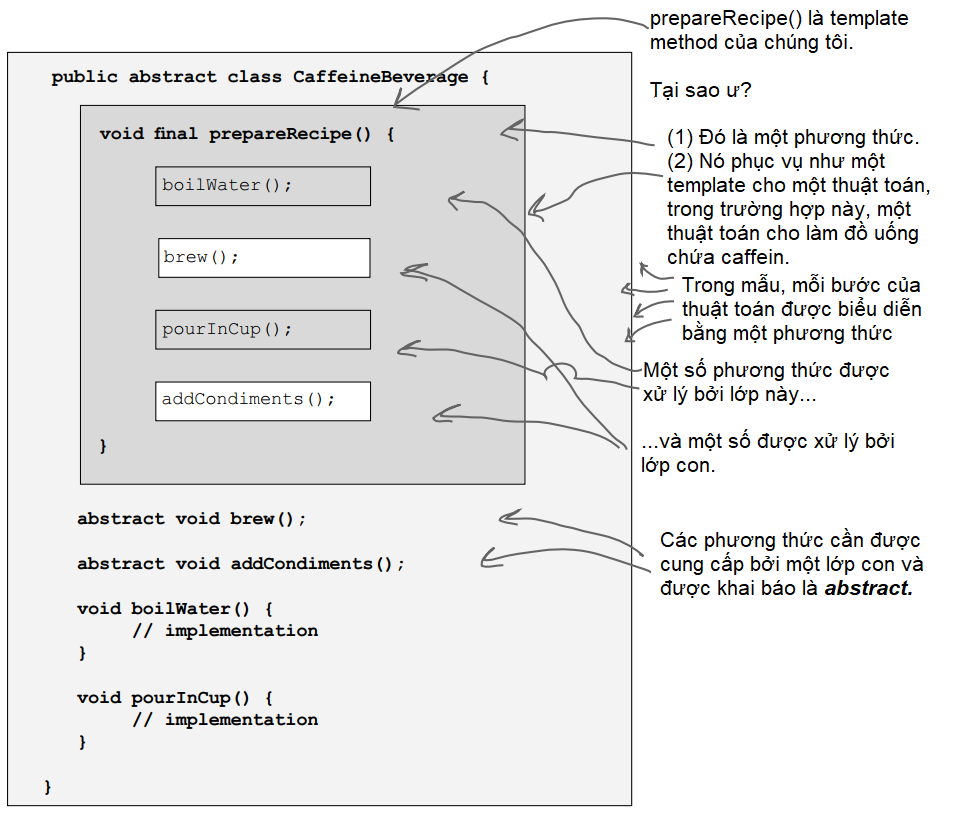 prepareRecipe() là template
method của chúng tôi.
public abstract class CaffeineBeverage {
Tại sao ư?
void final prepareRecipe() {
(1) Đó là một phương thức.
(2) Nó phục vụ như một
template cho một thuật toán,
trong trường hợp này, một
thuật toán cho làm đồ uống
chứa caffein.
boilWater();
brew();
Trong mẫu, mỗi bước của
thuật toán được biểu diễn
bằng một phương thức
pourInCup();
Một số phương thức được
xử lý bởi lớp này...
addCondiments();
...và một số được xử lý bởi
lớp con.
}
abstract void brew();
abstract void addCondiments();
Các phương thức cần được
cung cấp bởi một lớp con và
được khai báo là abstract.
void boilWater() {
// implementation
}
void pourInCup() {
// implementation
}
}